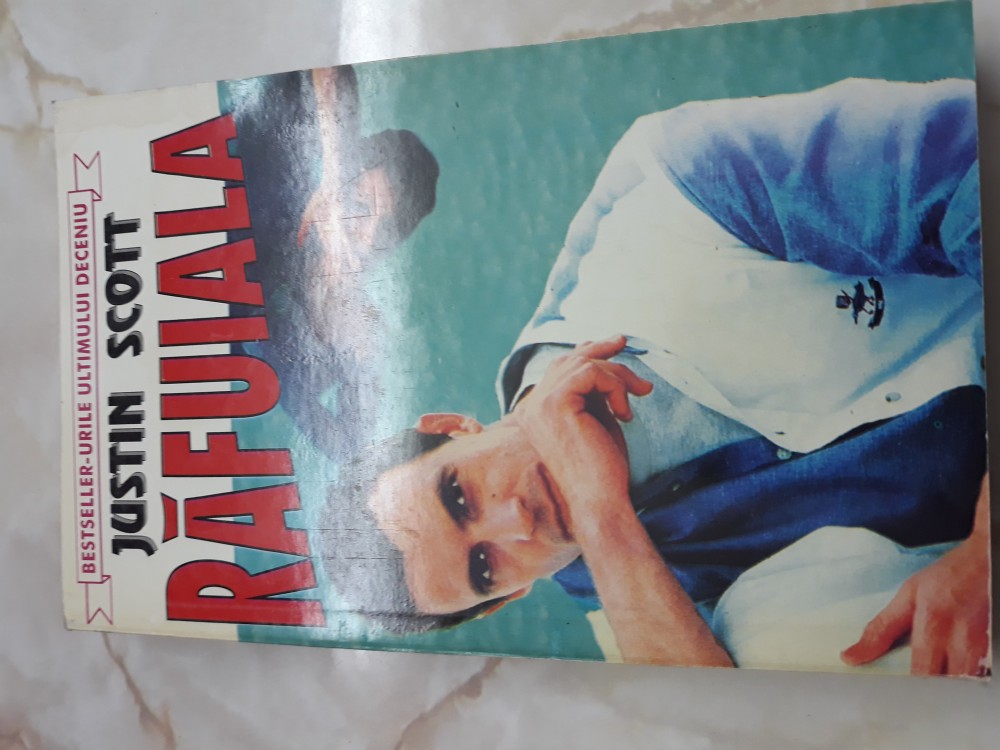 BESTSELLER-URILE ULTIMULUI DECENIU
JUSTIN SCOTT
RĂFUIALA